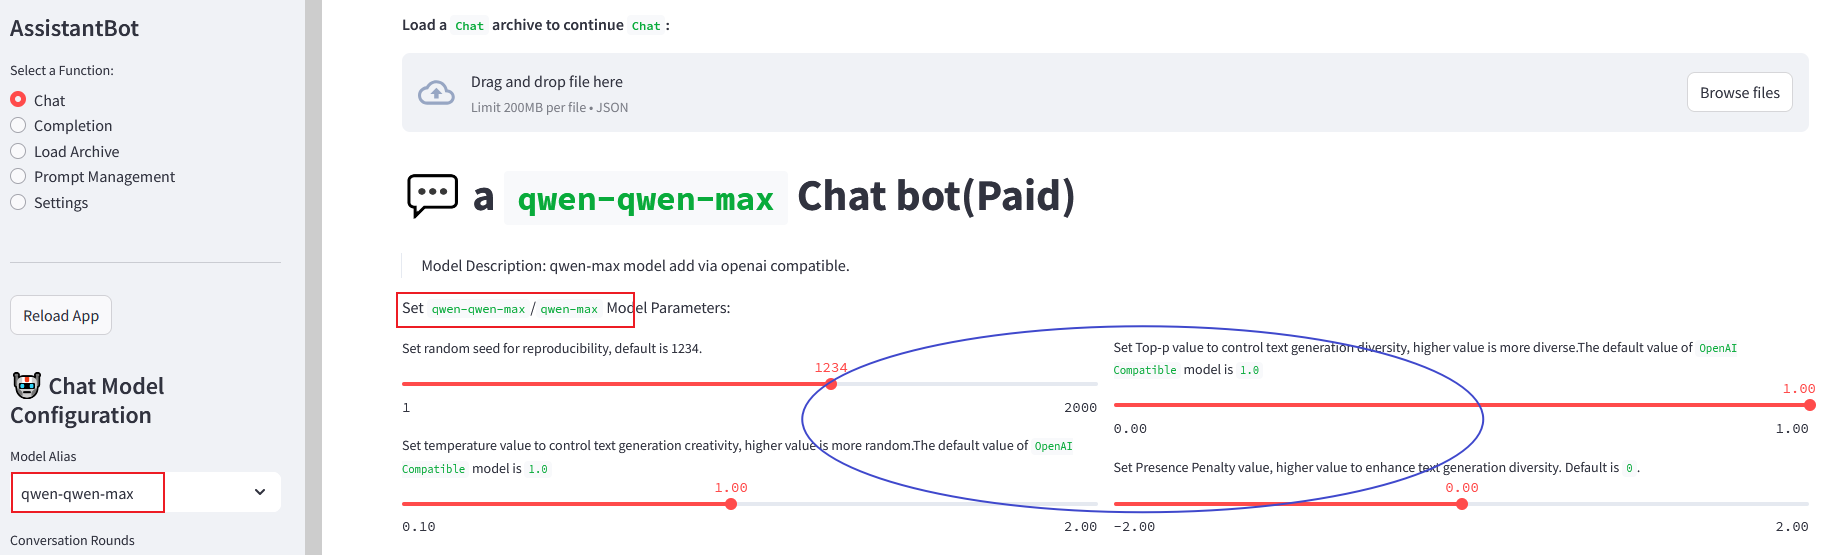 AssistantBot
Select a Function:
Chat
Completion
Load Archive
Prompt Management
Settings
Reload App
Chat Model
Configuration
Model Alias
qwen-qwen-max
Conversation Rounds
Load a Chat archive to continue Chat :
Drag and drop file here
Limit 200MB per file • JSON
Browse files
a qwen-qwen-max Chat bot(Paid)
Model Description: qwen-max model add via openai compatible.
Set qwen-qwen-max / qwen-max Model Parameters:
Set random seed for reproducibility, default is 1234.
1234
1 2000
Set temperature value to control text generation creativity, higher value is more random.The default value of OpenAI
Compatible model is 1.0
1.00
0.10 2.00
Set Top-p value to control text generation diversity, higher value is more diverse.The default value of OpenAI
Compatible model is 1.0
1.00
0.00 1.00
Set Presence Penalty value, higher value to enhance text generation diversity. Default is 0 .
0.00
-2.00 2.00